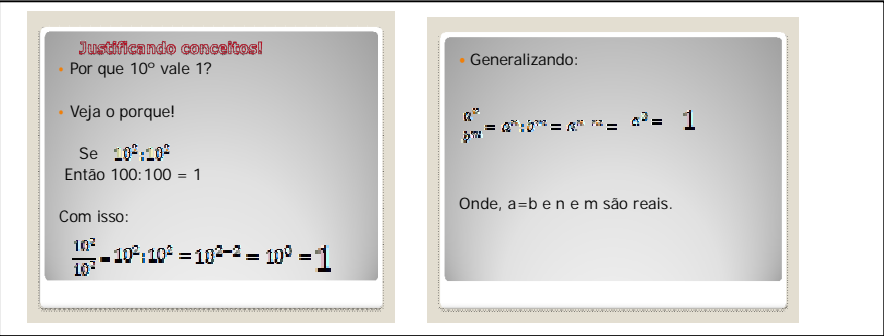 Justificando conceitos!
• Por que 10º vale 1?
• Veja o porque!
Se 10²:10²
Então 100:100 = 1
Com isso:
10²/10² = 10²:10² = 10²⁻² = 10⁰ = 1
• Generalizando:
aⁿ/bᵐ = aⁿ:bᵐ = aⁿ⁻ᵐ = a⁰ = 1
Onde, a=b e n e m são reais.